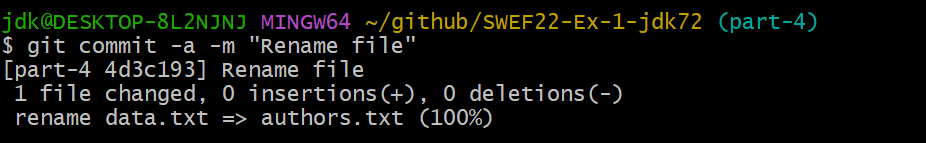 jdk@DESKTOP-8L2NJNJ MINGW64 ~/github/SWEF22-Ex-1-jdk72 (part-4)
$ git commit -a -m "Rename file"
[part-4 4d3c193] Rename file
 1 file changed, 0 insertions(+), 0 deletions(-)
 rename data.txt => authors.txt (100%)